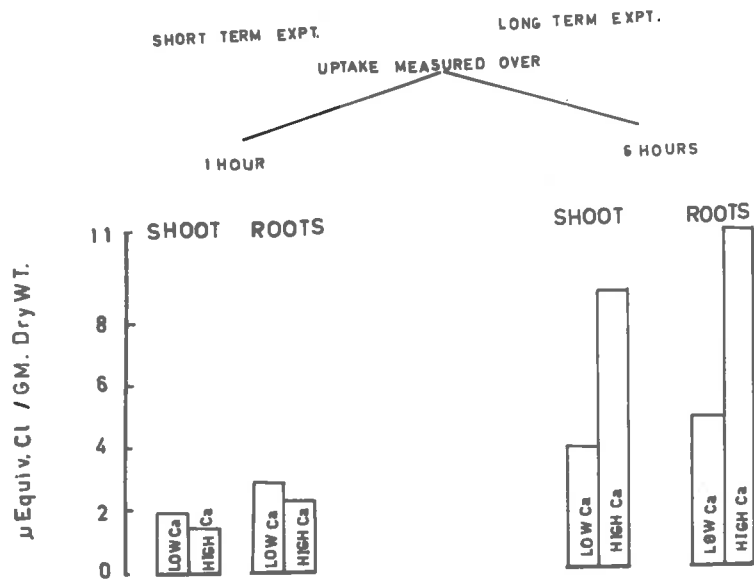 SHORT TERM EXPT.
LONG TERM EXPT.
UPTAKE MEASURED OVER
1 HOUR
6 HOURS
SHOOT ROOTS
SHOOT ROOTS
µEquiv. Cl / GM. Dry WT.
11
8
6
4
2
0
LOW Ca
HIGH Ca
LOW Ca
HIGH Ca
LOW Ca
HIGH Ca
LOW Ca
HIGH Ca